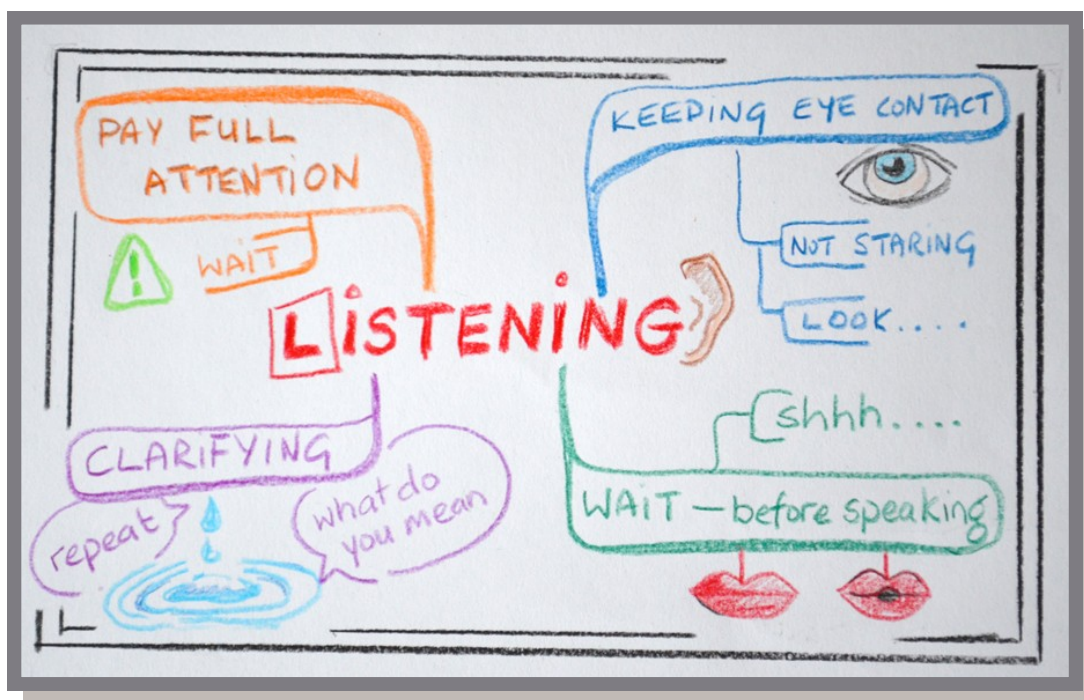 PAY FULL
ATTENTION
WAIT
KEEPING EYE CONTACT
NOT STARING
LOOK....
LISTENING
CLARIFYING
repeat
what do
you mean
shhh....
WAIT – before speaking